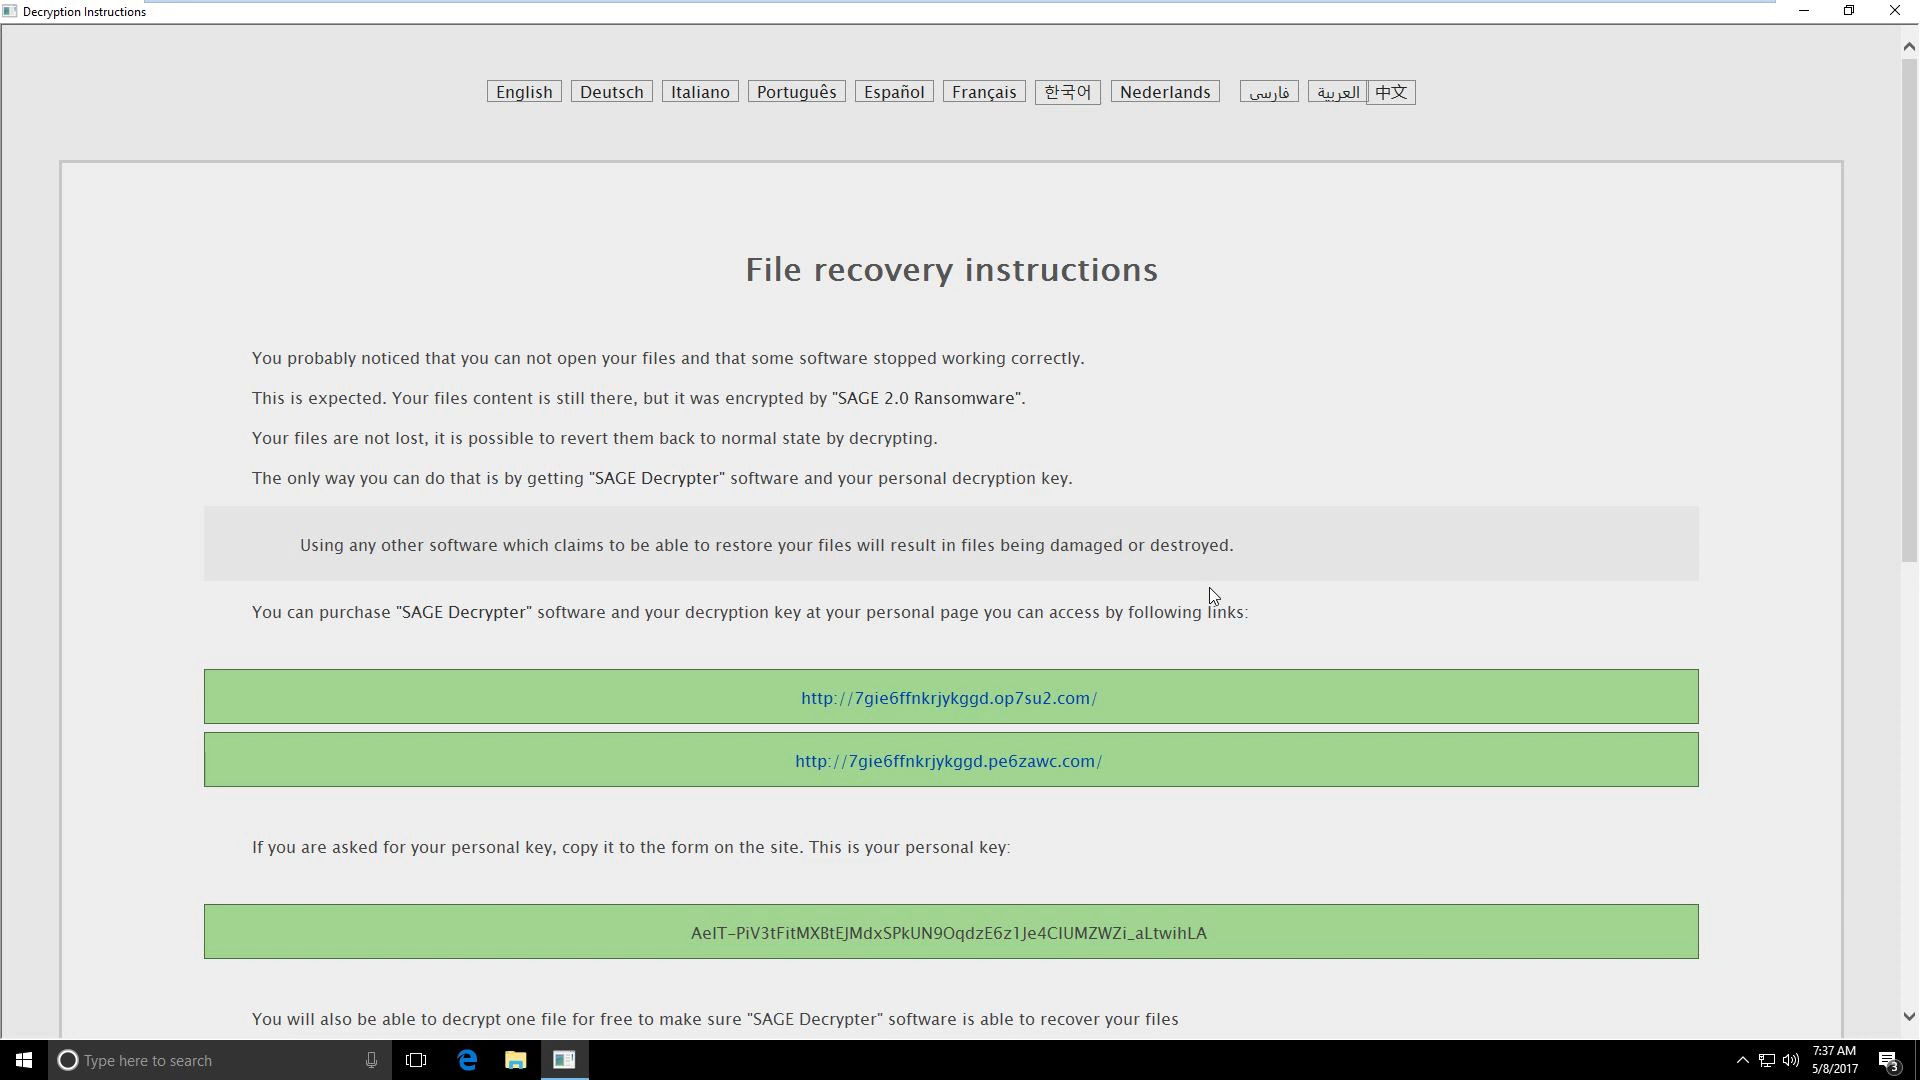 Decryption Instructions
English Deutsch Italiano Português Español Français 한국어 Nederlands فارسی العربية 中文
File recovery instructions
You probably noticed that you can not open your files and that some software stopped working correctly.
This is expected. Your files content is still there, but it was encrypted by "SAGE 2.0 Ransomware".
Your files are not lost, it is possible to revert them back to normal state by decrypting.
The only way you can do that is by getting "SAGE Decrypter" software and your personal decryption key.
Using any other software which claims to be able to restore your files will result in files being damaged or destroyed.
You can purchase "SAGE Decrypter" software and your decryption key at your personal page you can access by following links:
http://7gie6ffnkrjykggd.op7su2.com/
http://7gie6ffnkrjykggd.pe6zawc.com/
If you are asked for your personal key, copy it to the form on the site. This is your personal key:
AeIT-PiV3tFitMXBtEJMdxSPkUN9OqdzE6z1Je4CIUMZWZi_aLtwihLA
You will also be able to decrypt one file for free to make sure "SAGE Decrypter" software is able to recover your files
Type here to search
7:37 AM
5/8/2017
3